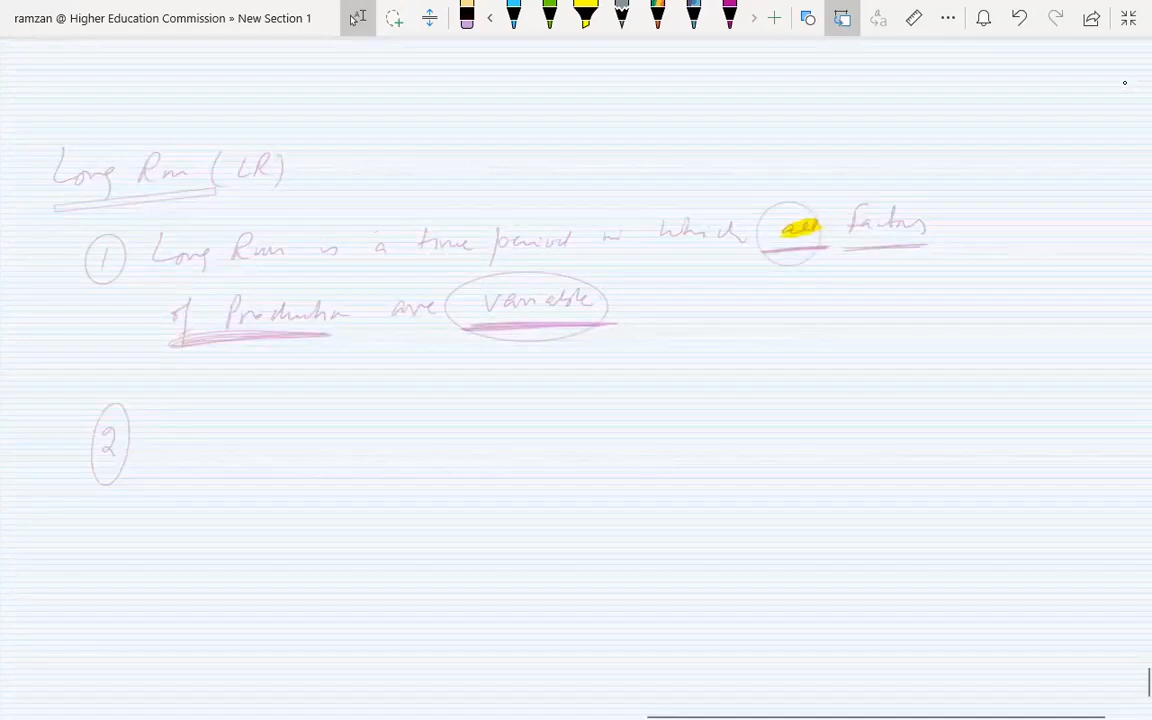 ramzan @ Higher Education Commission » New Section 1
Long Run (LR)
① Long Run is a time period in which all factors
of Production are variable
②